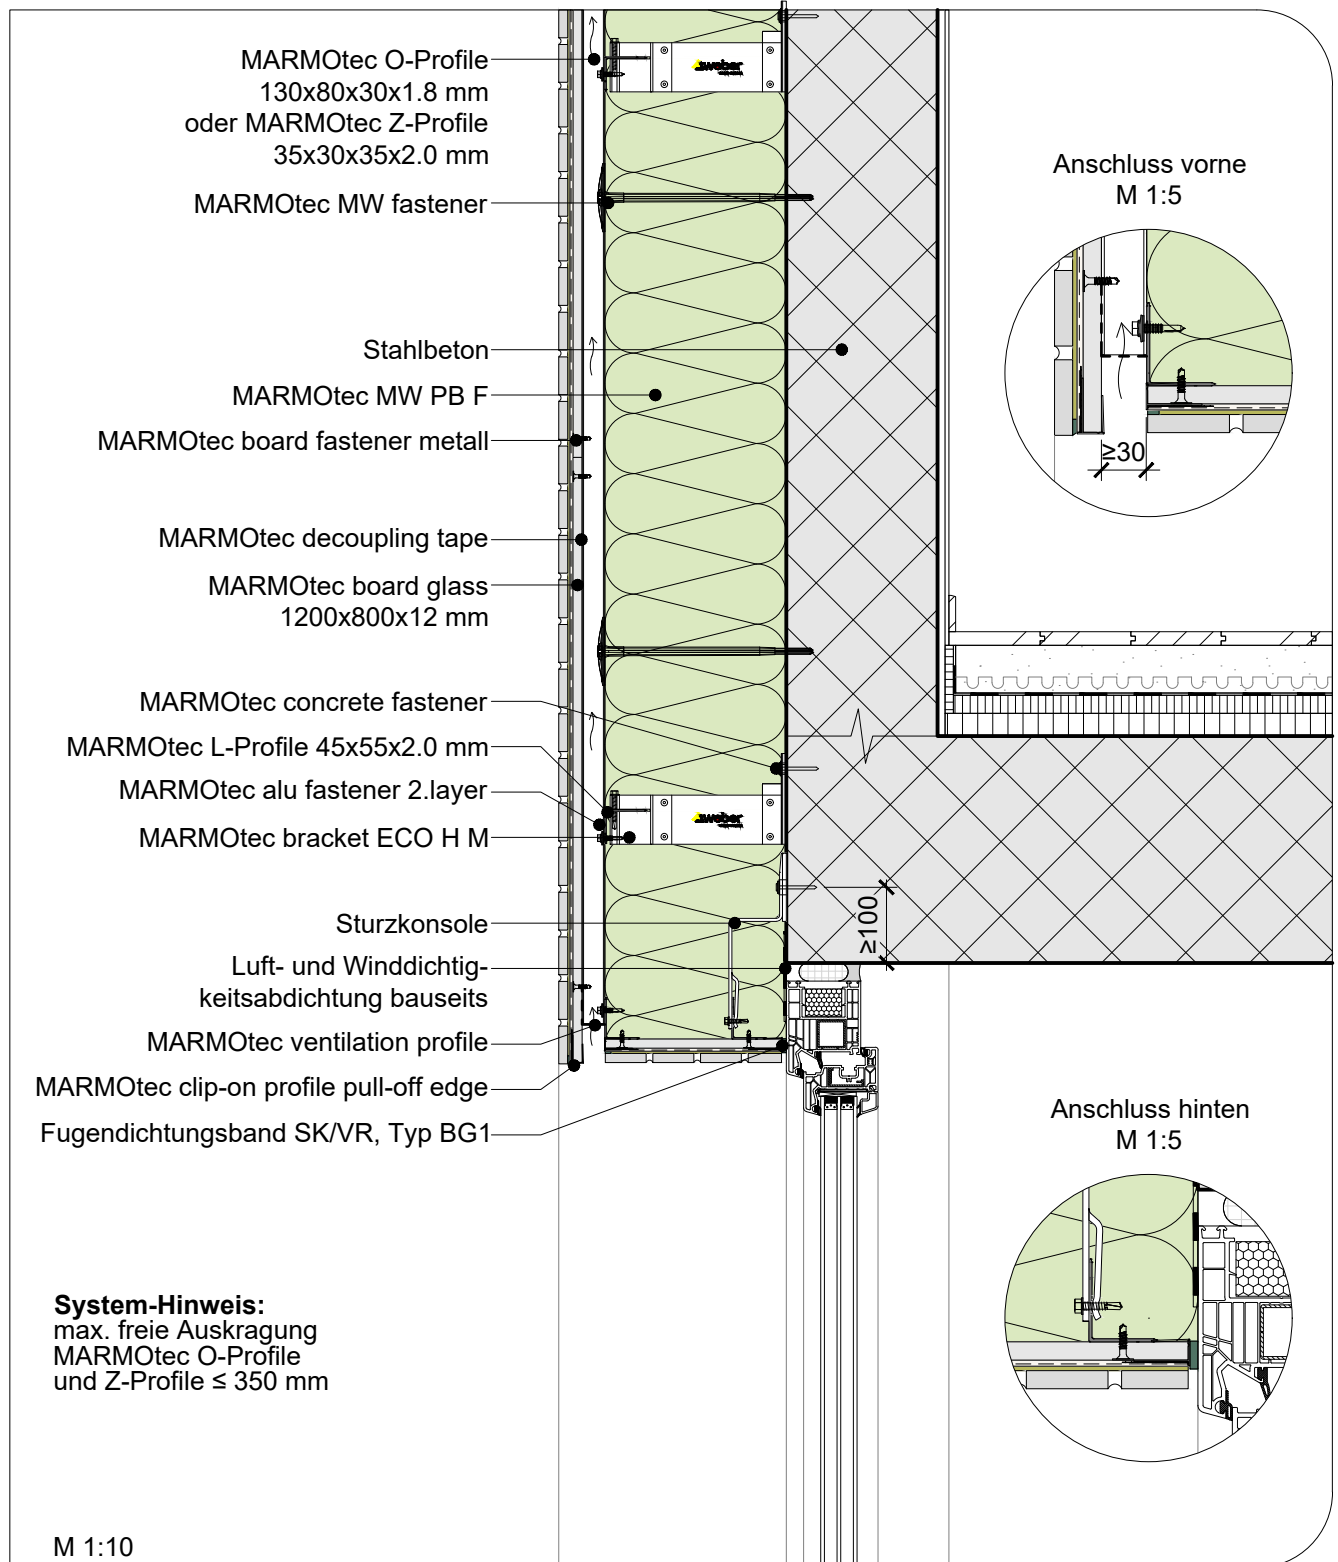 MARMOtec O-Profile
130x80x30x1.8 mm
oder MARMOtec Z-Profile
35x30x35x2.0 mm
MARMOtec MW fastener
Stahlbeton
MARMOtec MW PB F
MARMOtec board fastener metall
MARMOtec decoupling tape
MARMOtec board glass
1200x800x12 mm
MARMOtec concrete fastener
MARMOtec L-Profile 45x55x2.0 mm
MARMOtec alu fastener 2.layer
MARMOtec bracket ECO H M
Sturzkonsole
Luft- und Winddichtig-
keitsabdichtung bauseits
MARMOtec ventilation profile
MARMOtec clip-on profile pull-off edge
Fugendichtungsband SK/VR, Typ BG1
weber
weber
≥100
Anschluss vorne
M 1:5
≥30
Anschluss hinten
M 1:5
System-Hinweis:
max. freie Auskragung
MARMOtec O-Profile
und Z-Profile ≤ 350 mm
M 1:10